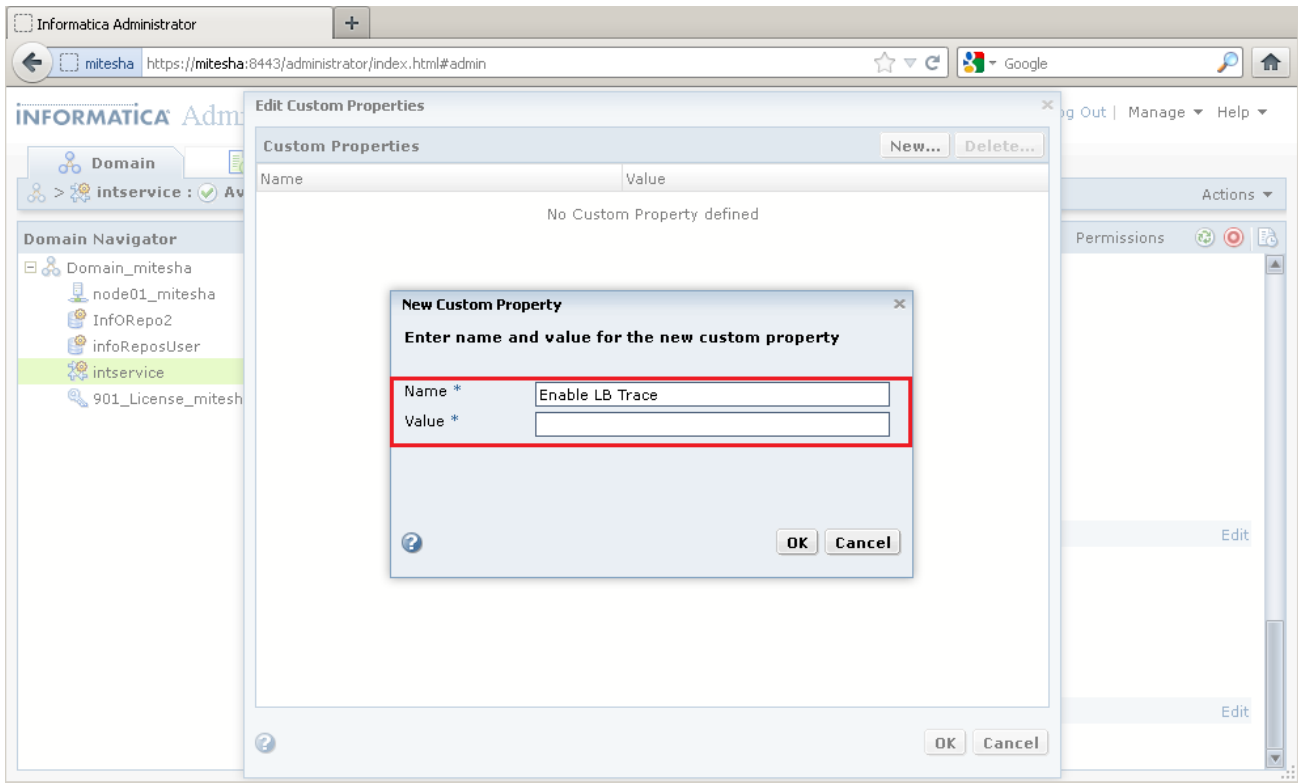 Informatica Administrator
+
mitesha https://mitesha:8443/administrator/index.html#admin
Google
INFORMATICA Adm
Edit Custom Properties
og Out | Manage Help
Custom Properties New... Delete...
Domain
Name Value
> intservice : Av
Actions
No Custom Property defined
Domain Navigator
Permissions
Domain_mitesha
node01_mitesha
InfORepo2
infoReposUser
intservice
901_License_mitesh
New Custom Property
Enter name and value for the new custom property
Name * Enable LB Trace
Value *
OK Cancel
Edit
Edit
OK Cancel